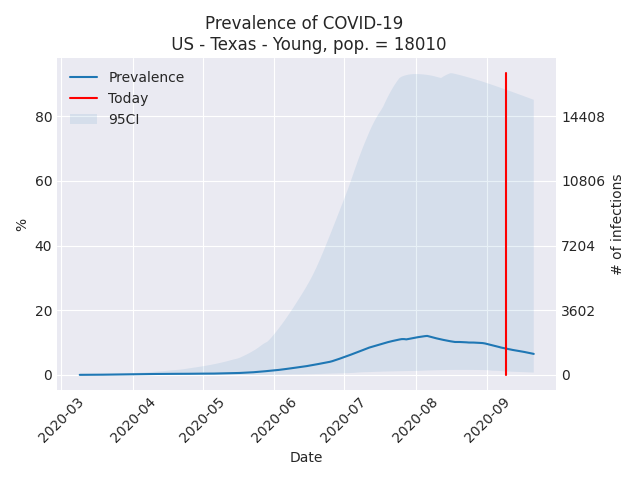 Prevalence of COVID-19
US - Texas - Young, pop. = 18010
Prevalence
Today
95CI
%
80
60
40
20
0
14408
10806
7204
3602
0
# of infections
2020-03
2020-04
2020-05
2020-06
2020-07
2020-08
2020-09
Date